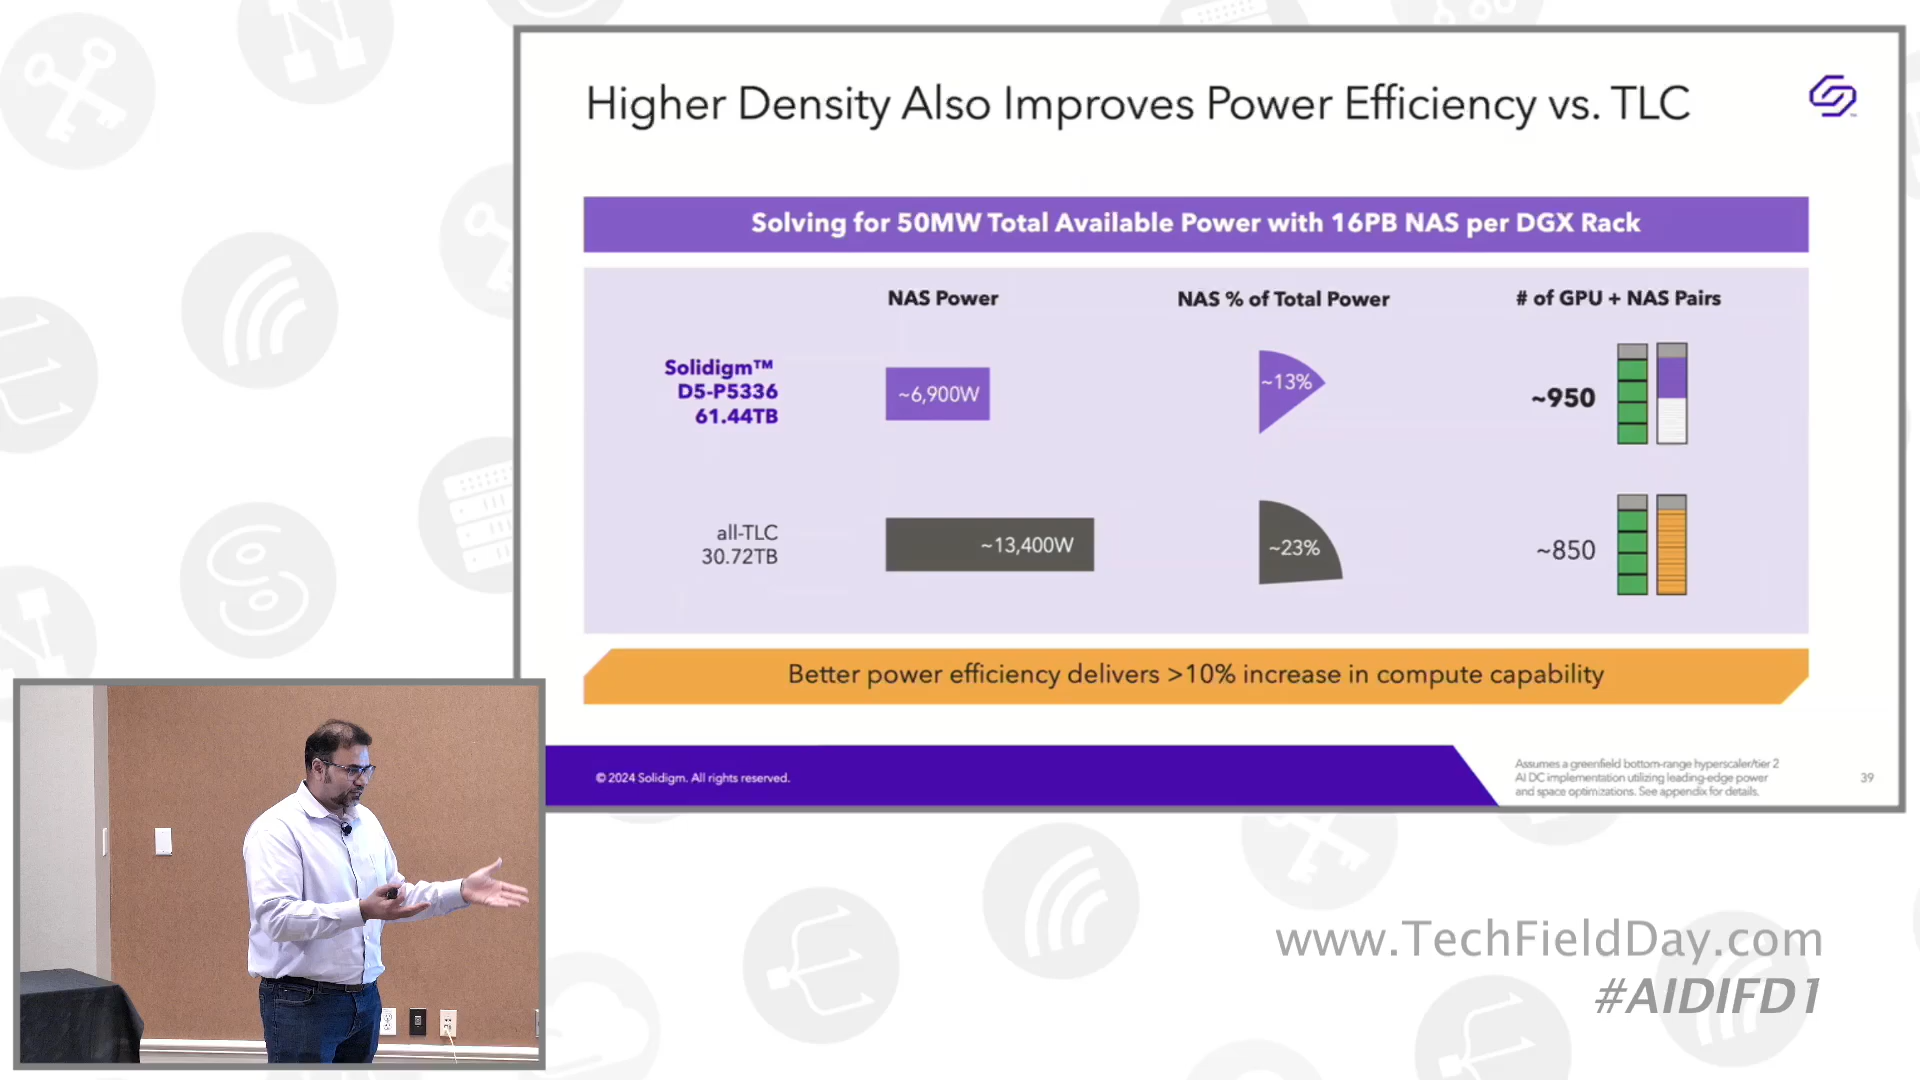 Higher Density Also Improves Power Efficiency vs. TLC
Solving for 50MW Total Available Power with 16PB NAS per DGX Rack
NAS Power
NAS % of Total Power
# of GPU + NAS Pairs
Solidigm™
D5-P5336
61.44TB
~6,900W
~13%
~950
all-TLC
30.72TB
~13,400W
~23%
~850
Better power efficiency delivers >10% increase in compute capability
© 2024 Solidigm. All rights reserved.
Assumes a greenfield bottom-range hyperscaler/tier 2
AI DC implementation utilizing leading-edge power
and space optimizations. See appendix for details.
39
www.TechFieldDay.com
#AIDIFD1